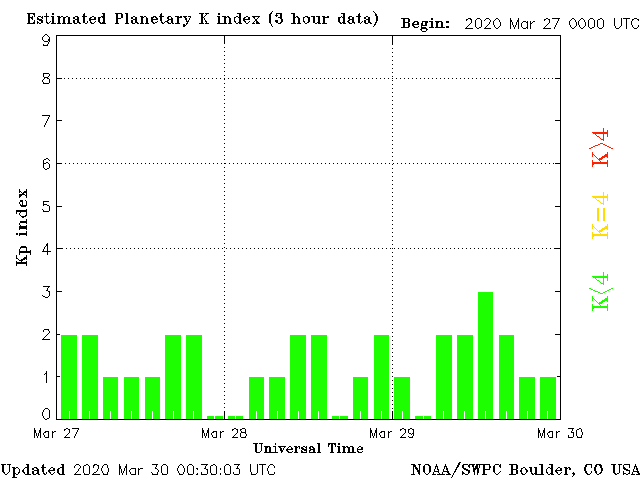 Estimated Planetary K index (3 hour data)
Begin: 2020 Mar 27 0000 UTC
9
8
7
6
5
4
3
2
1
0
Kp index
K>4
K=4
K<4
Mar 27
Mar 28
Mar 29
Mar 30
Universal Time
Updated 2020 Mar 30 00:30:03 UTC
NOAA/SWPC Boulder, CO USA